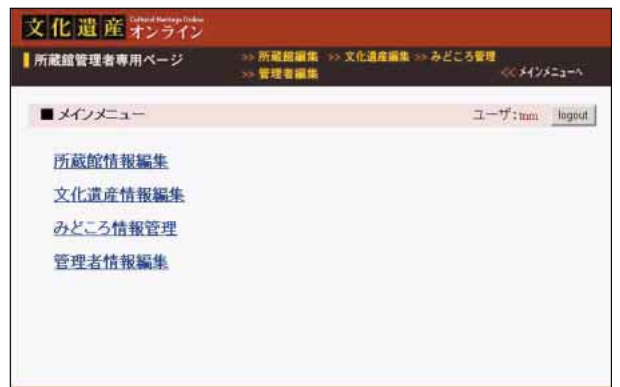 文化遺産オンライン
Cultural Heritage Online
所蔵館管理者専用ページ
>> 所蔵館編集 >> 文化遺産編集 >> みどころ管理
>> 管理者編集
<< メインメニューへ
■ メインメニュー
ユーザ:tnm logout
所蔵館情報編集
文化遺産情報編集
みどころ情報管理
管理者情報編集